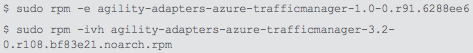 $ sudo rpm -e agility-adapters-azure-trafficmanager-1.0-0.r91.6288ee6
$ sudo rpm -ivh agility-adapters-azure-trafficmanager-3.2-
0.r108.bf83e21.noarch.rpm